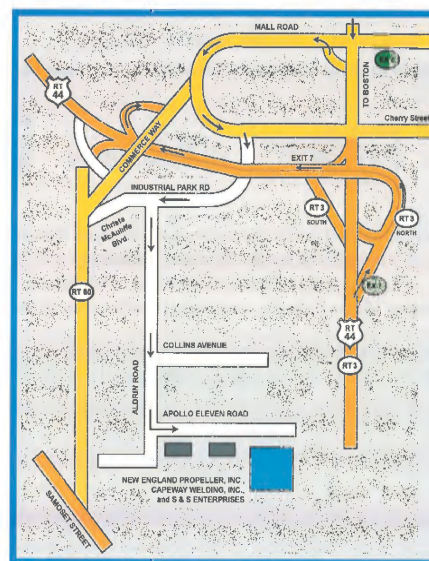 MALL ROAD
TO BOSTON
Cherry Street
RT
44
COMMERCE WAY
EXIT 7
INDUSTRIAL PARK RD
Christa
McAuliffe
Blvd.
RT 3
SOUTH
RT 3
NORTH
RT 80
RT
44
RT 3
COLLINS AVENUE
ALDRIN ROAD
APOLLO ELEVEN ROAD
NEW ENGLAND PROPELLER, INC.,
CAPEWAY WELDING, INC.,
and S & S ENTERPRISES
SAMOSET STREET